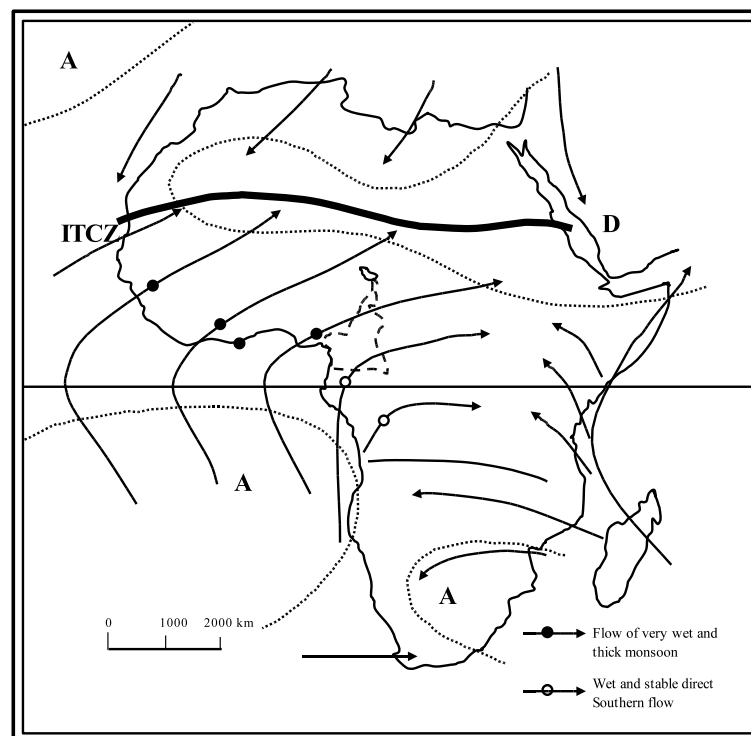 A
ITCZ
D
A
A
0 1000 2000 km
Flow of very wet and
thick monsoon
Wet and stable direct
Southern flow